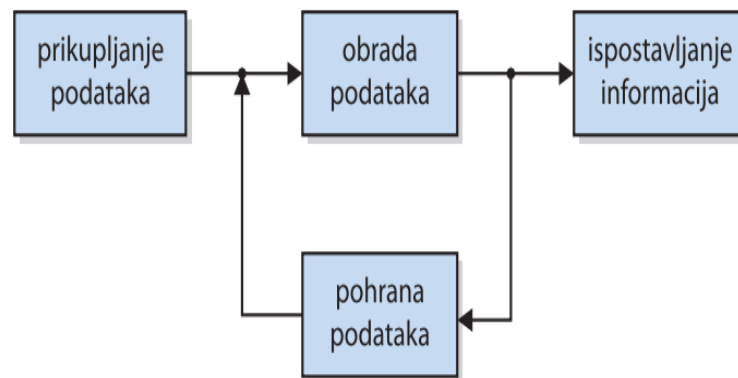 prikupljanje
podataka
obrada
podataka
ispostavljanje
informacija
pohrana
podataka